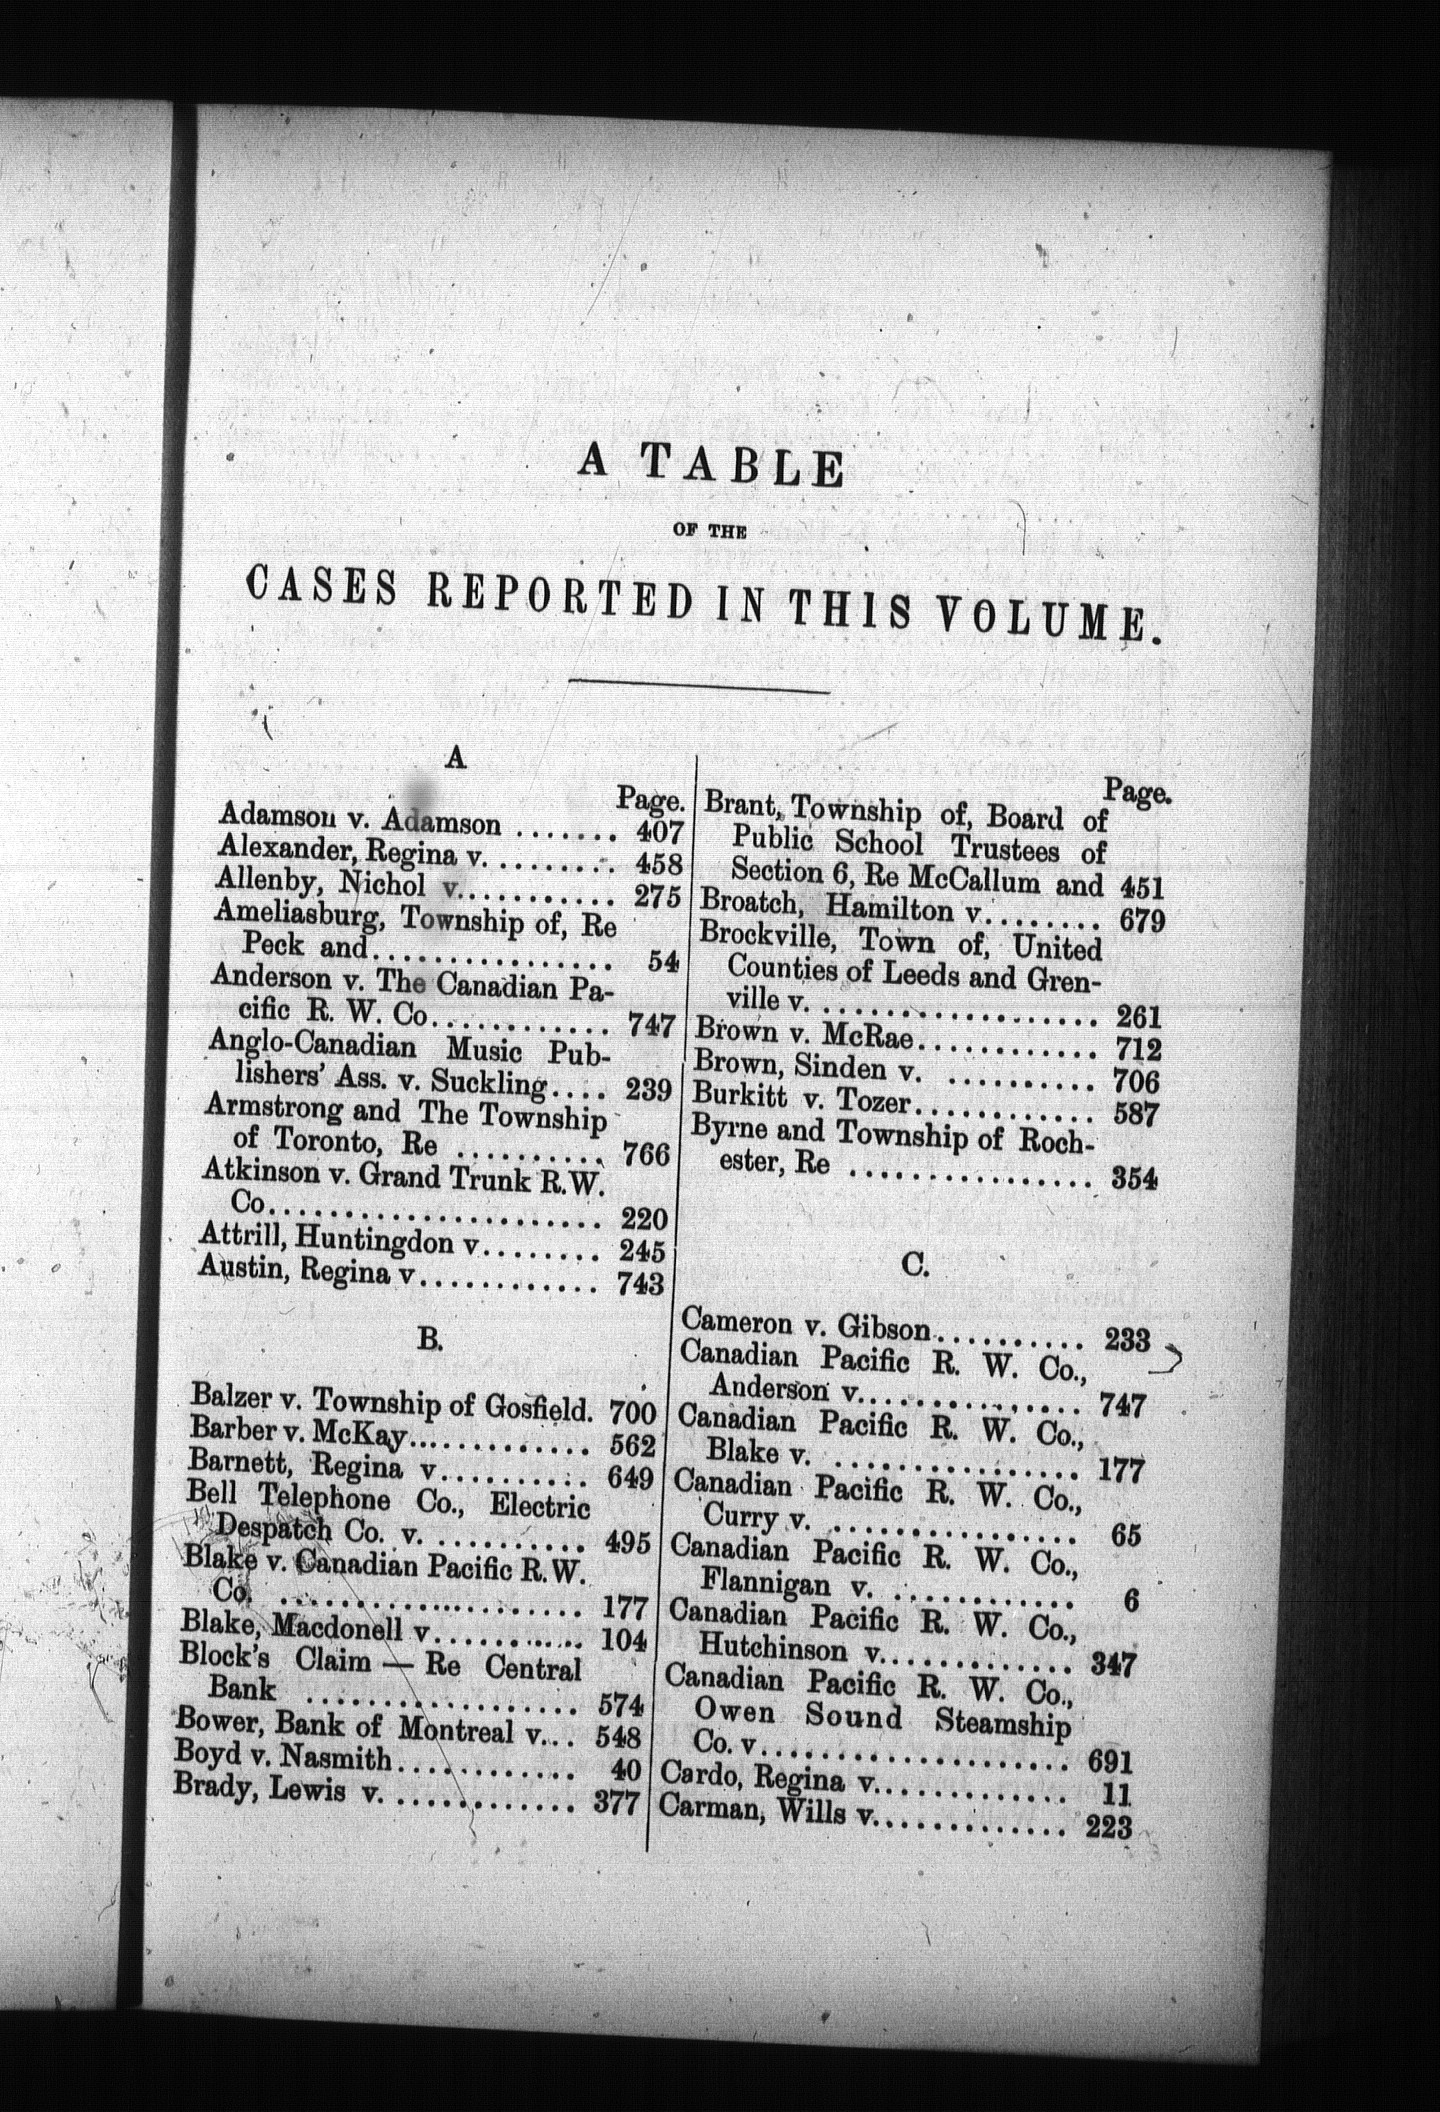 A TABLE
OF THE
CASES REPORTED IN THIS VOLUME.
A
Page.
Adamson v. Adamson ....... 407
Alexander, Regina v. ........ 458
Allenby, Nichol v. ........... 275
Ameliasburg, Township of, Re
Peck and................ 54
Anderson v. The Canadian Pa-
cific R. W. Co............ 747
Anglo-Canadian Music Pub-
lishers' Ass. v. Suckling.... 239
Armstrong and The Township
of Toronto, Re .......... 766
Atkinson v. Grand Trunk R.W.
Co...................... 220
Attrill, Huntingdon v........ 245
Austin, Regina v............ 743
B.
Balzer v. Township of Gosfield. 700
Barber v. McKay............ 562
Barnett, Regina v.......... 649
Bell Telephone Co., Electric
Despatch Co. v. .......... 495
Blake v. Canadian Pacific R.W.
Co. .................... 177
Blake, Macdonell v.......... 104
Block's Claim — Re Central
Bank .................. 574
Bower, Bank of Montreal v... 548
Boyd v. Nasmith............ 40
Brady, Lewis v. ............ 377
Page.
Brant, Township of, Board of
Public School Trustees of
Section 6, Re McCallum and 451
Broatch, Hamilton v......... 679
Brockville, Town of, United
Counties of Leeds and Gren-
ville v. .................. 261
Brown v. McRae............ 712
Brown, Sinden v. .......... 706
Burkitt v. Tozer............ 587
Byrne and Township of Roch-
ester, Re ................ 354
C.
Cameron v. Gibson.......... 233
Canadian Pacific R. W. Co.,
Anderson v............... 747
Canadian Pacific R. W. Co.,
Blake v. ................ 177
Canadian Pacific R. W. Co.,
Curry v. ................ 65
Canadian Pacific R. W. Co.,
Flannigan v. ............ 6
Canadian Pacific R. W. Co.,
Hutchinson v............. 347
Canadian Pacific R. W. Co.,
Owen Sound Steamship
Co. v.................... 691
Cardo, Regina v............. 11
Carman, Wills v............. 223